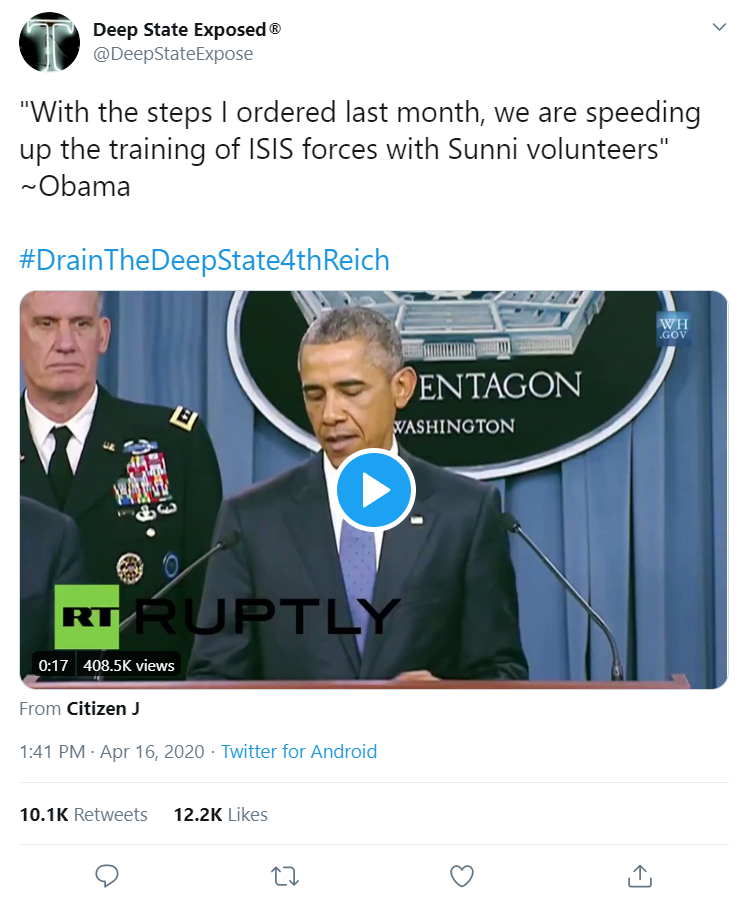 Deep State Exposed®
@DeepStateExpose
"With the steps I ordered last month, we are speeding
up the training of ISIS forces with Sunni volunteers"
~Obama
#DrainTheDeepState4thReich
WH
.GOV
ENTAGON
WASHINGTON
RT RUPTLY
0:17 408.5K views
From Citizen J
1:41 PM · Apr 16, 2020 · Twitter for Android
10.1K Retweets 12.2K Likes